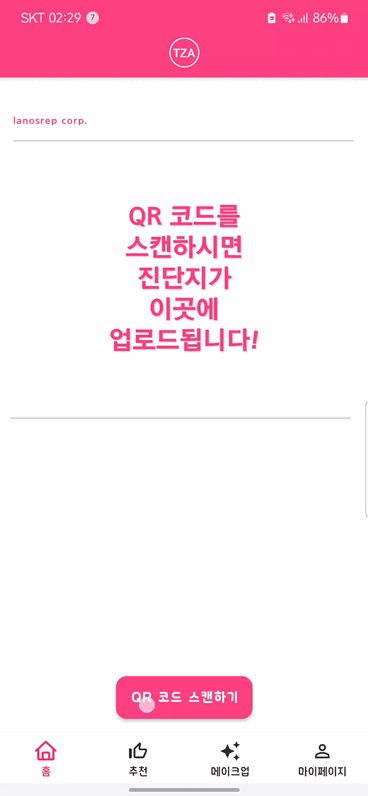 SKT 02:29 7 86%
TZA
lanosrep corp.
QR 코드를
스캔하시면
진단지가
이곳에
업로드됩니다!
QR 코드 스캔하기
홈 추천 메이크업 마이페이지